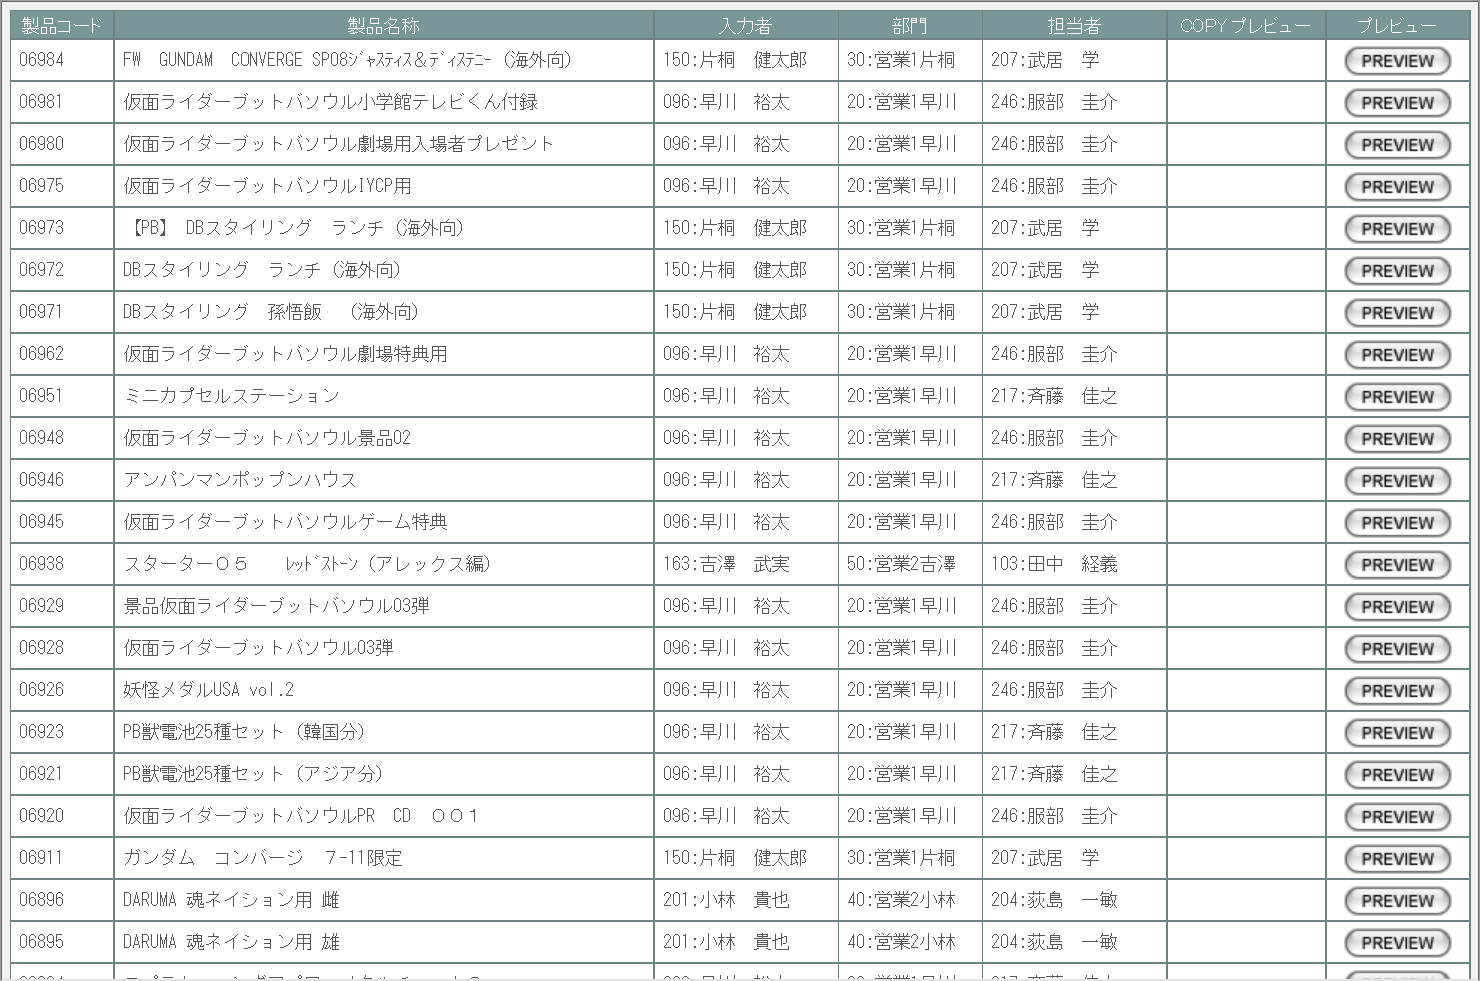 製品コード 製品名称 入力者 部門 担当者 COPYプレビュー プレビュー
06984 FW　GUNDAM　CONVERGE SP08ｼﾞｬｽﾃｨｽ＆ﾃﾞｨｽﾃﾆｰ（海外向） 150:片桐　健太郎 30:営業1片桐 207:武居　学 PREVIEW
06981 仮面ライダーブットバソウル小学館テレビくん付録 096:早川　裕太 20:営業1早川 246:服部　圭介 PREVIEW
06980 仮面ライダーブットバソウル劇場用入場者プレゼント 096:早川　裕太 20:営業1早川 246:服部　圭介 PREVIEW
06975 仮面ライダーブットバソウルIYCP用 096:早川　裕太 20:営業1早川 246:服部　圭介 PREVIEW
06973 【PB】 DBスタイリング　ランチ（海外向） 150:片桐　健太郎 30:営業1片桐 207:武居　学 PREVIEW
06972 DBスタイリング　ランチ（海外向） 150:片桐　健太郎 30:営業1片桐 207:武居　学 PREVIEW
06971 DBスタイリング　孫悟飯　（海外向） 150:片桐　健太郎 30:営業1片桐 207:武居　学 PREVIEW
06962 仮面ライダーブットバソウル劇場特典用 096:早川　裕太 20:営業1早川 246:服部　圭介 PREVIEW
06951 ミニカプセルステーション 096:早川　裕太 20:営業1早川 217:斉藤　佳之 PREVIEW
06948 仮面ライダーブットバソウル景品02 096:早川　裕太 20:営業1早川 246:服部　圭介 PREVIEW
06946 アンパンマンポップンハウス 096:早川　裕太 20:営業1早川 217:斉藤　佳之 PREVIEW
06945 仮面ライダーブットバソウルゲーム特典 096:早川　裕太 20:営業1早川 246:服部　圭介 PREVIEW
06938 スターター０５　　ﾚｯﾄﾞｽﾄｰﾝ（アレックス編） 163:吉澤　武実 50:営業2吉澤 103:田中　経義 PREVIEW
06929 景品仮面ライダーブットバソウル03弾 096:早川　裕太 20:営業1早川 246:服部　圭介 PREVIEW
06928 仮面ライダーブットバソウル03弾 096:早川　裕太 20:営業1早川 246:服部　圭介 PREVIEW
06926 妖怪メダルUSA vol.2 096:早川　裕太 20:営業1早川 246:服部　圭介 PREVIEW
06923 PB獣電池25種セット（韓国分） 096:早川　裕太 20:営業1早川 217:斉藤　佳之 PREVIEW
06921 PB獣電池25種セット（アジア分） 096:早川　裕太 20:営業1早川 217:斉藤　佳之 PREVIEW
06920 仮面ライダーブットバソウルPR　CD　００１ 096:早川　裕太 20:営業1早川 246:服部　圭介 PREVIEW
06911 ガンダム　コンバージ　７-11限定 150:片桐　健太郎 30:営業1片桐 207:武居　学 PREVIEW
06896 DARUMA 魂ネイション用 雌 201:小林　貴也 40:営業2小林 204:荻島　一敏 PREVIEW
06895 DARUMA 魂ネイション用 雄 201:小林　貴也 40:営業2小林 204:荻島　一敏 PREVIEW